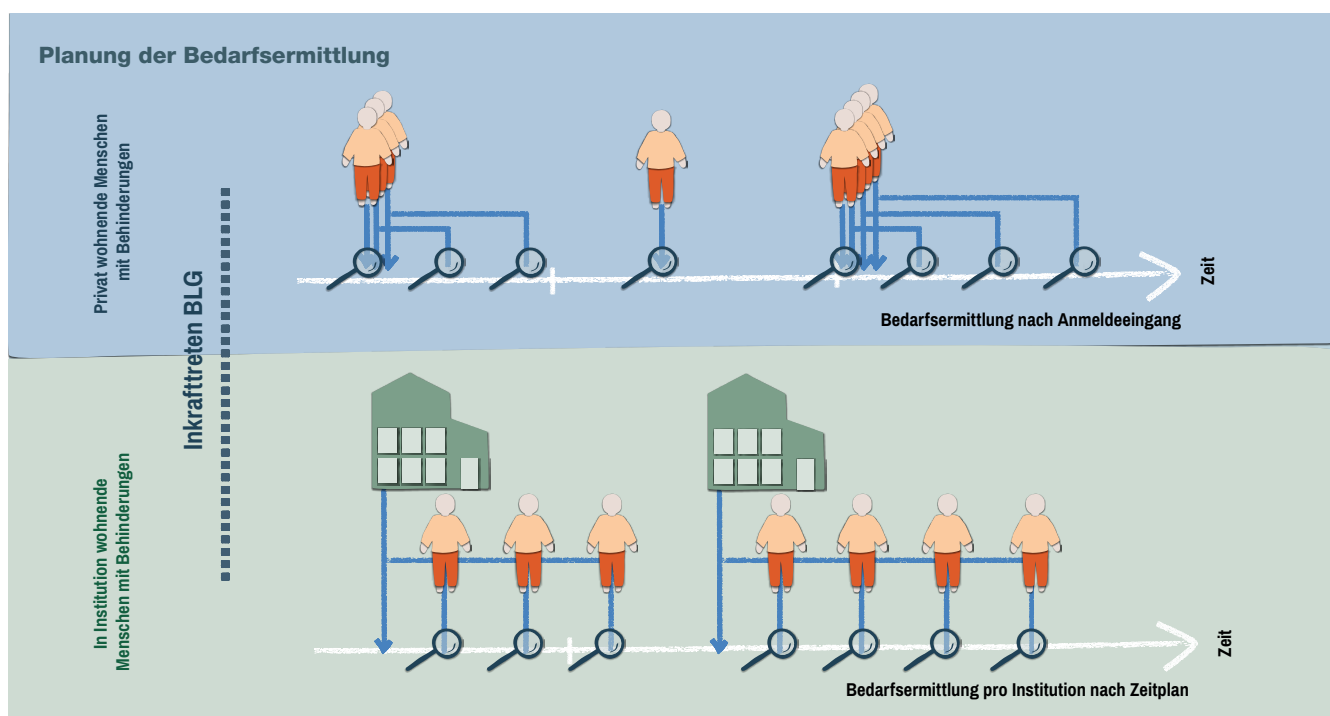 Planung der Bedarfsermittlung
Privat wohnende Menschen
mit Behinderungen
Inkrafttreten BLG
Zeit
Bedarfsermittlung nach Anmeldeeingang
In Institution wohnende
Menschen mit Behinderungen
Zeit
Bedarfsermittlung pro Institution nach Zeitplan